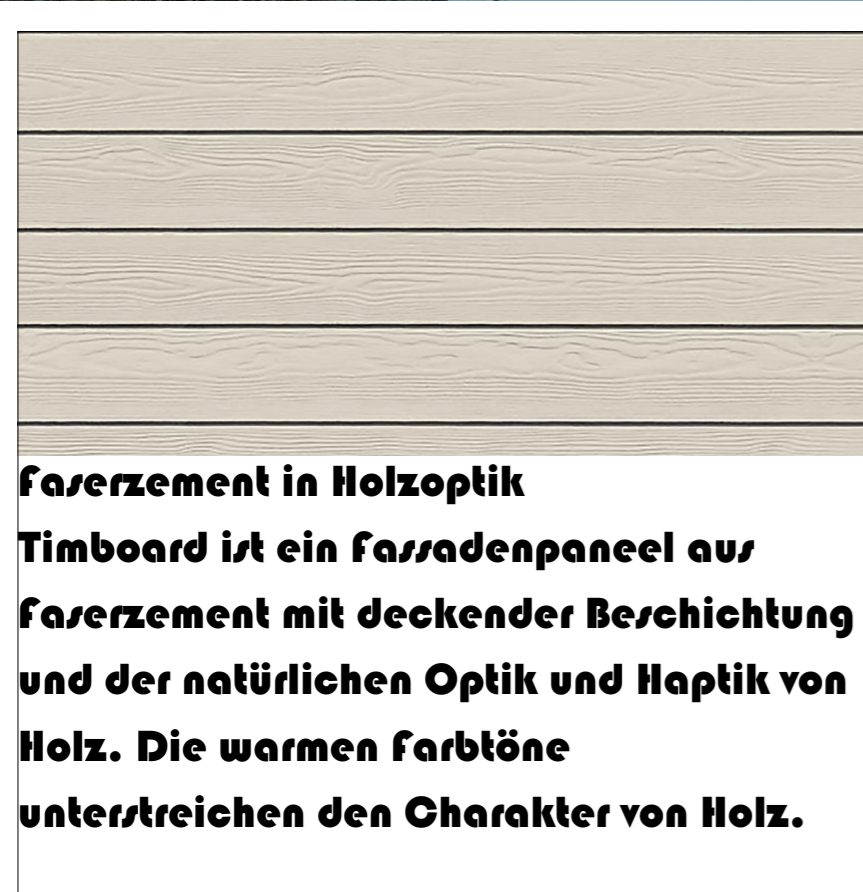 Faserzement in Holzoptik
Timboard ist ein Fassadenpaneel aus
Faserzement mit deckender Beschichtung
und der natürlichen Optik und Haptik von
Holz. Die warmen Farbtöne
unterstreichen den Charakter von Holz.